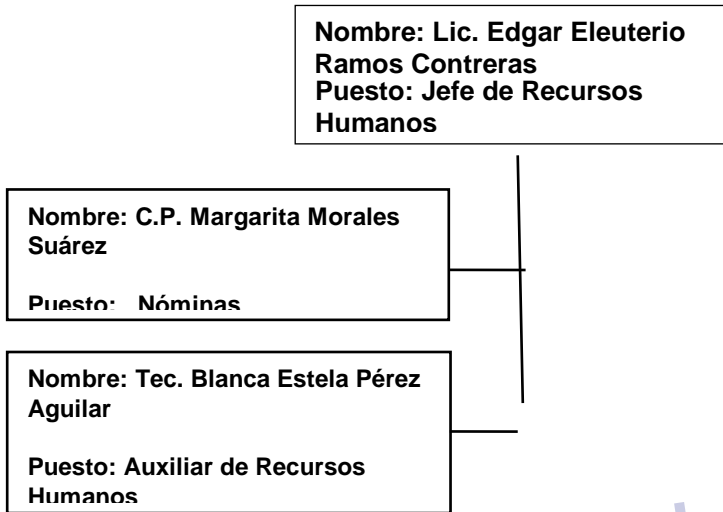 Nombre: Lic. Edgar Eleuterio
Ramos Contreras
Puesto: Jefe de Recursos
Humanos
Nombre: C.P. Margarita Morales
Suárez
Puesto: Nóminas
Nombre: Tec. Blanca Estela Pérez
Aguilar
Puesto: Auxiliar de Recursos
Humanos